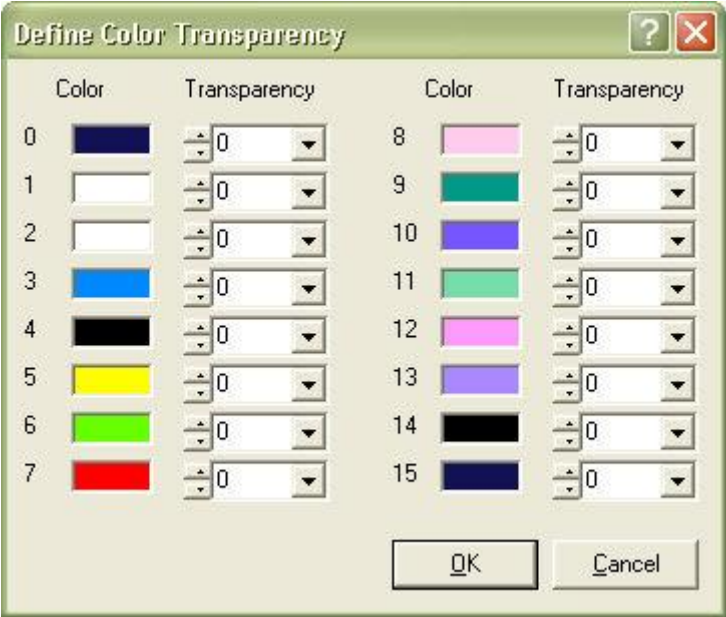 Define Color Transparency
Color Transparency Color Transparency
0 0 8 0
1 0 9 0
2 0 10 0
3 0 11 0
4 0 12 0
5 0 13 0
6 0 14 0
7 0 15 0
OK Cancel